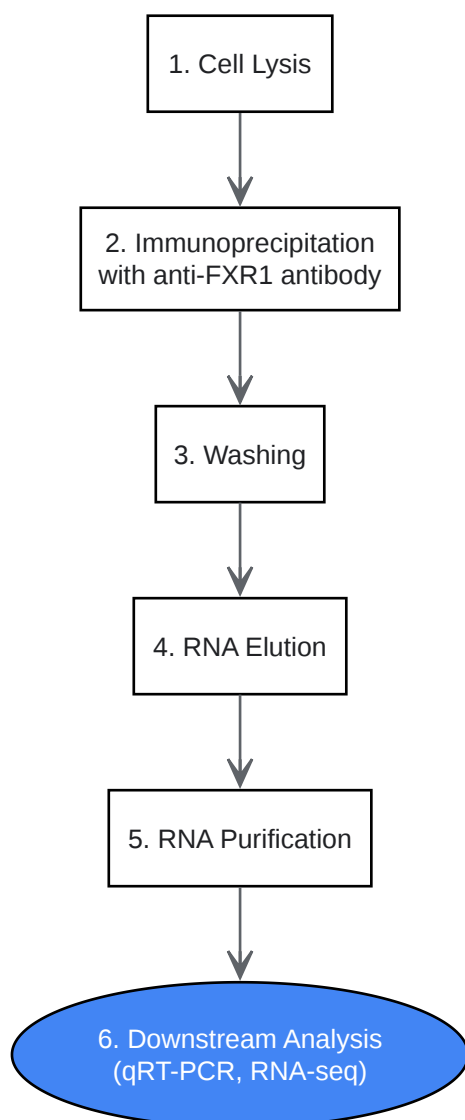 1. Cell Lysis
2. Immunoprecipitation
with anti-FXR1 antibody
3. Washing
4. RNA Elution
5. RNA Purification
6. Downstream Analysis
(qRT-PCR, RNA-seq)